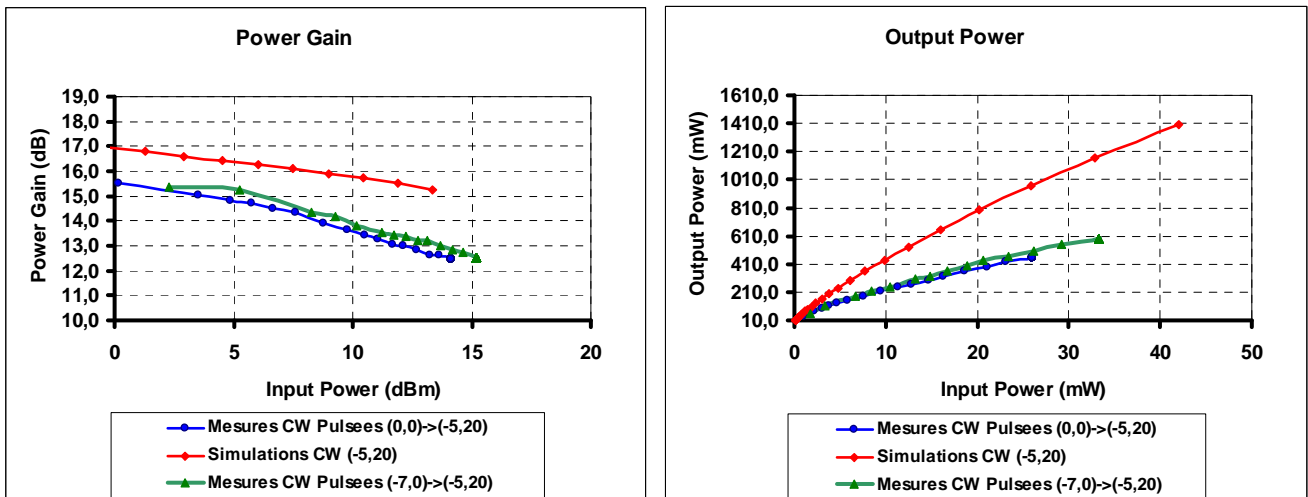 Power Gain
Power Gain (dB)
19,0
18,0
17,0
16,0
15,0
14,0
13,0
12,0
11,0
10,0
0 5 10 15 20
Input Power (dBm)
Mesures CW Pulsees (0,0)->(-5,20)
Simulations CW (-5,20)
Mesures CW Pulsees (-7,0)->(-5,20)
Output Power
Output Power (mW)
1610,0
1410,0
1210,0
1010,0
810,0
610,0
410,0
210,0
10,0
0 10 20 30 40 50
Input Power (mW)
Mesures CW Pulsees (0,0)->(-5,20)
Simulations CW (-5,20)
Mesures CW Pulsees (-7,0)->(-5,20)